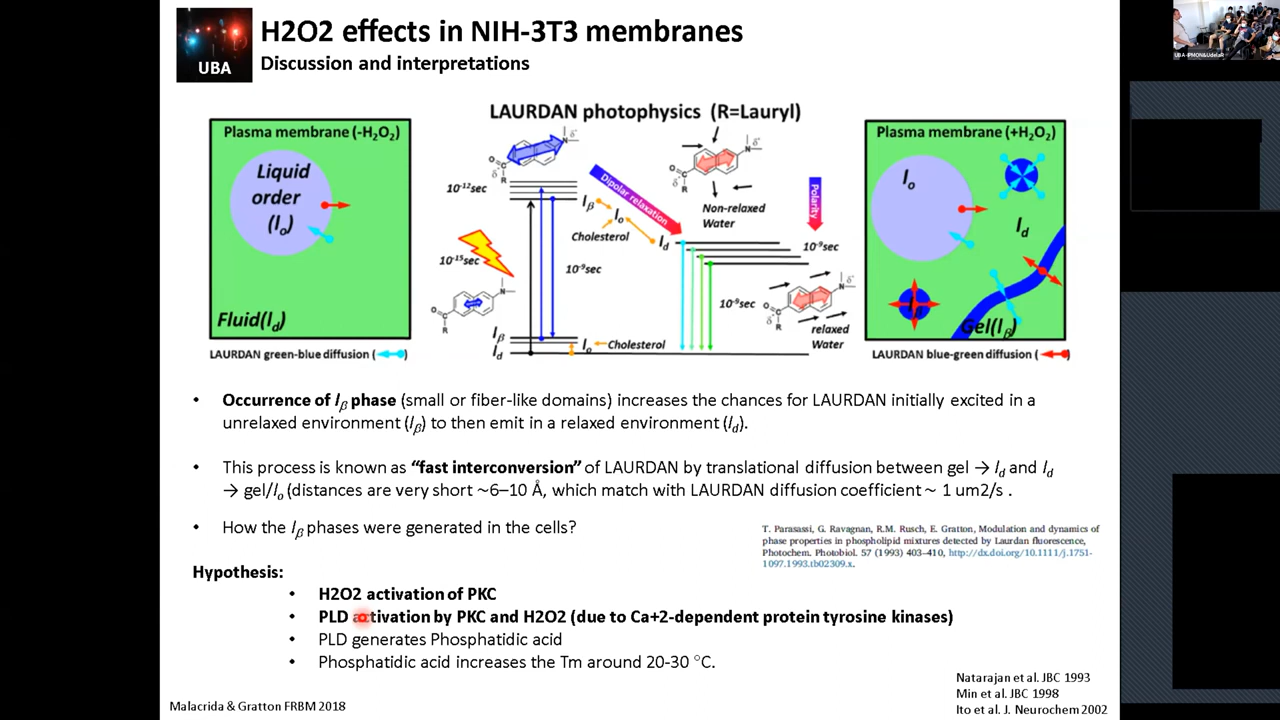 UBA
H2O2 effects in NIH-3T3 membranes
Discussion and interpretations
UBA-IPMON&UdelaR
LAURDAN photophysics (R=Lauryl)
Plasma membrane (-H₂O₂)
Liquid
order
(lₒ)
Fluid(l_d)
LAURDAN green-blue diffusion ( )
10⁻¹²sec
10⁻¹⁵sec
10⁻⁹sec
O
δ⁻
R
N
δ⁺
Dipolar relaxation
lᵦ
lₒ
Cholesterol
l_d
Non-relaxed
Water
Polarity
10⁻⁹sec
10⁻⁹sec
relaxed
Water
lᵦ
l_d
lₒ
Cholesterol
Plasma membrane (+H₂O₂)
lₒ
l_d
Gel(lᵦ)
LAURDAN blue-green diffusion ( )
• Occurrence of lᵦ phase (small or fiber-like domains) increases the chances for LAURDAN initially excited in a
unrelaxed environment (lᵦ) to then emit in a relaxed environment (l_d).
• This process is known as “fast interconversion” of LAURDAN by translational diffusion between gel → l_d and l_d
→ gel/lₒ (distances are very short ~6–10 Å, which match with LAURDAN diffusion coefficient ~ 1 um2/s .
• How the lᵦ phases were generated in the cells?
T. Parasassi, G. Ravagnan, R.M. Rusch, E. Gratton, Modulation and dynamics of
phase properties in phospholipid mixtures detected by Laurdan fluorescence,
Photochem. Photobiol. 57 (1993) 403–410, http://dx.doi.org/10.1111/j.1751-
1097.1993.tb02309.x.
Hypothesis:
• H2O2 activation of PKC
• PLD activation by PKC and H2O2 (due to Ca+2-dependent protein tyrosine kinases)
• PLD generates Phosphatidic acid
• Phosphatidic acid increases the Tm around 20-30 °C.
Natarajan et al. JBC 1993
Min et al. JBC 1998
Ito et al. J. Neurochem 2002
Malacrida & Gratton FRBM 2018